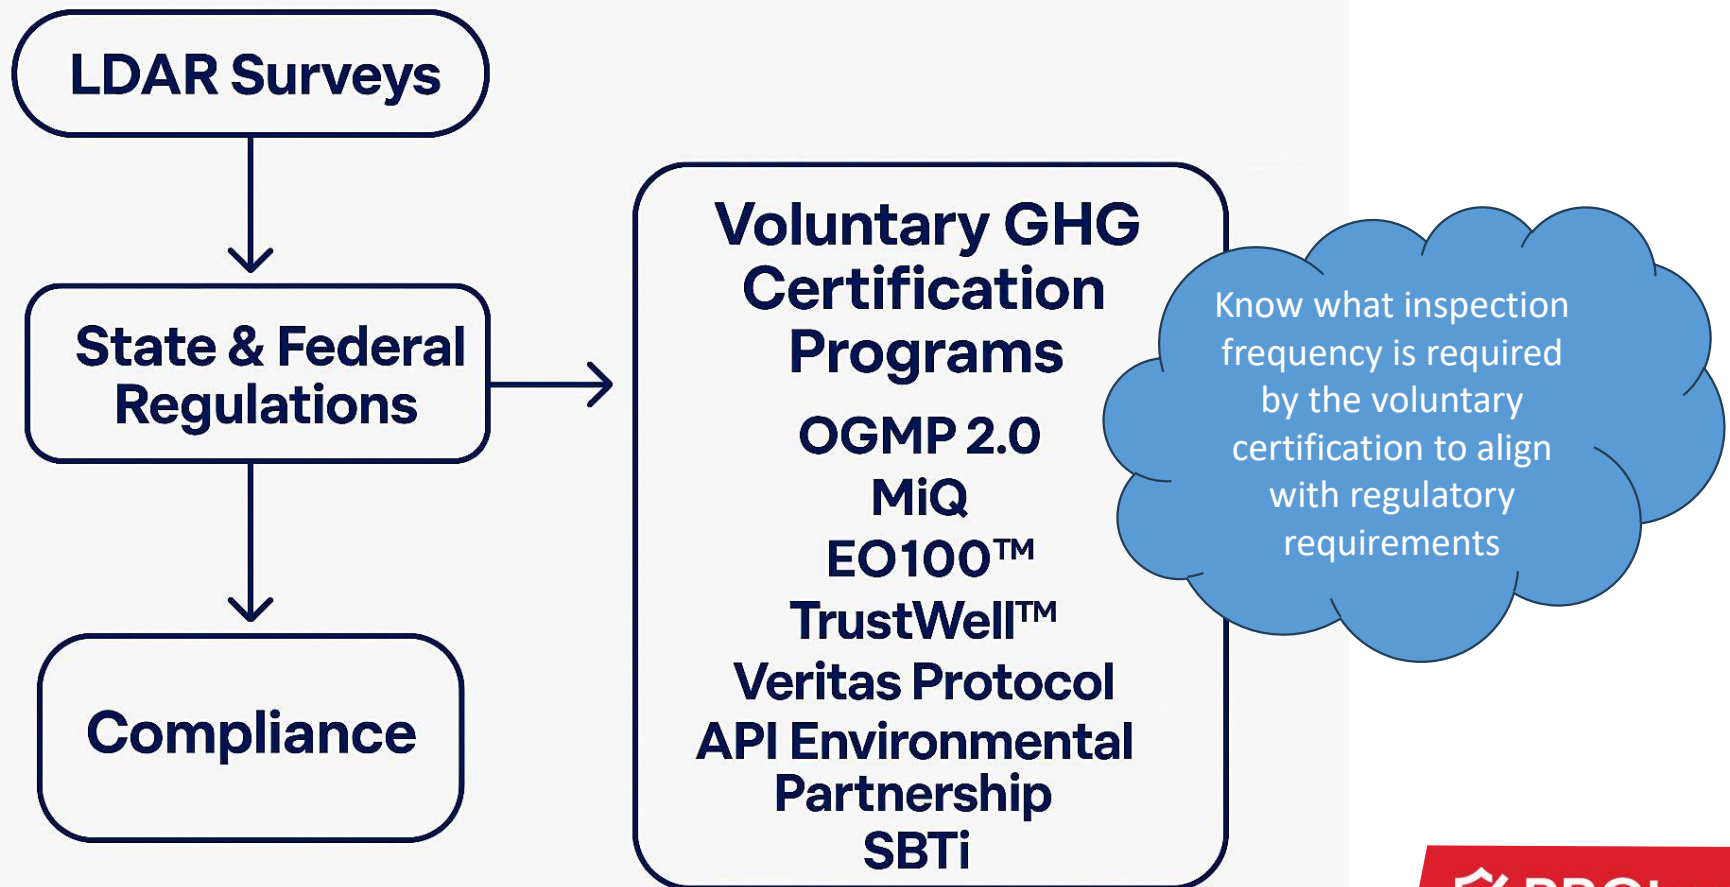 LDAR Surveys
State & Federal
Regulations
Compliance
Voluntary GHG
Certification
Programs
OGMP 2.0
MiQ
EO100™
TrustWell™
Veritas Protocol
API Environmental
Partnership
SBTi
Know what inspection
frequency is required
by the voluntary
certification to align
with regulatory
requirements